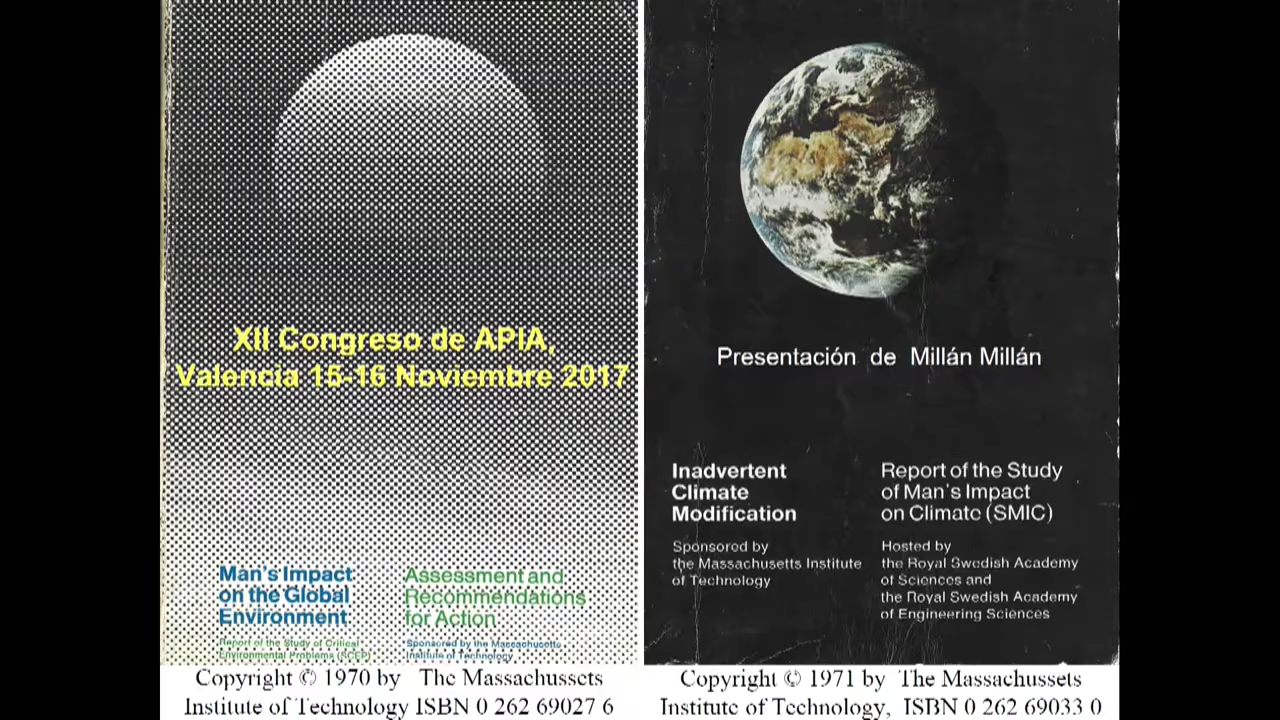 XII Congreso de APIA,
Valencia 15-16 Noviembre 2017
Man's Impact
on the Global
Environment
Report of the Study of Critical
Environmental Problems (SCEP)
Assessment and
Recommendations
for Action
Sponsored by the Massachusetts
Institute of Technology
Copyright © 1970 by The Massachussets
Institute of Technology ISBN 0 262 69027 6
Presentación de Millán Millán
Inadvertent
Climate
Modification
Sponsored by
the Massachusetts Institute
of Technology
Report of the Study
of Man's Impact
on Climate (SMIC)
Hosted by
the Royal Swedish Academy
of Sciences and
the Royal Swedish Academy
of Engineering Sciences
Copyright © 1971 by The Massachussets
Institute of Technology, ISBN 0 262 69033 0